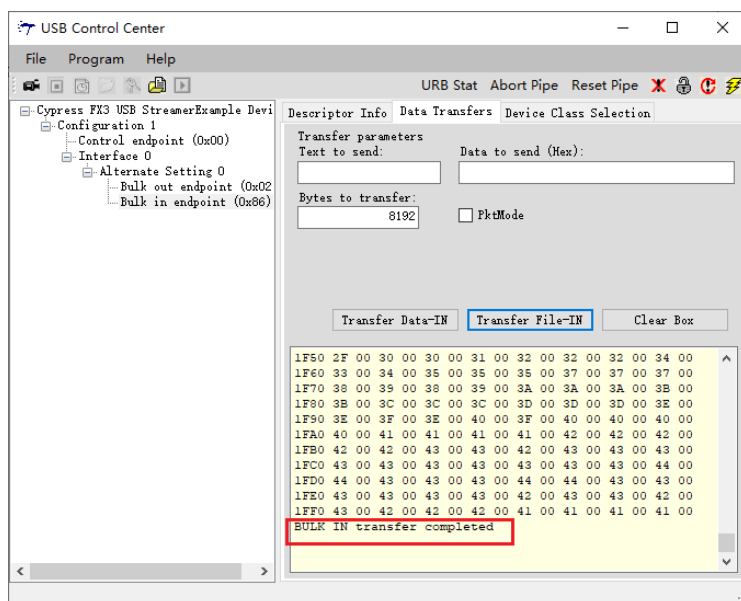 USB Control Center
File Program Help
URB Stat Abort Pipe Reset Pipe
Cypress FX3 USB StreamerExample Devi
Configuration 1
Control endpoint (0x00)
Interface 0
Alternate Setting 0
Bulk out endpoint (0x02
Bulk in endpoint (0x86)
Descriptor Info Data Transfers Device Class Selection
Transfer parameters
Text to send: Data to send (Hex):
Bytes to transfer:
8192 PktMode
Transfer Data-IN Transfer File-IN Clear Box
1F50 2F 00 30 00 30 00 31 00 32 00 32 00 32 00 34 00
1F60 33 00 34 00 35 00 35 00 35 00 37 00 37 00 37 00
1F70 38 00 39 00 38 00 39 00 3A 00 3A 00 3A 00 3B 00
1F80 3B 00 3C 00 3C 00 3C 00 3D 00 3D 00 3D 00 3E 00
1F90 3E 00 3F 00 3E 00 40 00 3F 00 40 00 40 00 40 00
1FA0 40 00 41 00 41 00 41 00 41 00 42 00 42 00 42 00
1FB0 42 00 42 00 43 00 43 00 42 00 43 00 43 00 43 00
1FC0 43 00 43 00 43 00 43 00 43 00 43 00 43 00 44 00
1FD0 44 00 43 00 43 00 43 00 44 00 44 00 43 00 43 00
1FE0 43 00 43 00 43 00 43 00 42 00 43 00 43 00 42 00
1FF0 43 00 42 00 42 00 42 00 41 00 41 00 41 00 41 00
BULK IN transfer completed